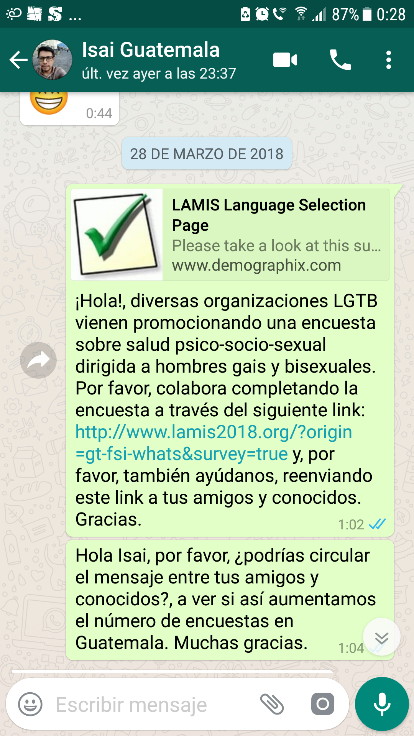 ... 87% 0:28
Isai Guatemala
últ. vez ayer a las 23:37
0:44
28 DE MARZO DE 2018
LAMIS Language Selection
Page
Please take a look at this su...
www.demographix.com
¡Hola!, diversas organizaciones LGTB
vienen promocionando una encuesta
sobre salud psico-socio-sexual
dirigida a hombres gais y bisexuales.
Por favor, colabora completando la
encuesta a través del siguiente link:
http://www.lamis2018.org/?origin
=gt-fsi-whats&survey=true y, por
favor, también ayúdanos, reenviando
este link a tus amigos y conocidos.
Gracias.
1:02
Hola Isai, por favor, ¿podrías circular
el mensaje entre tus amigos y
conocidos?, a ver si así aumentamos
el número de encuestas en
Guatemala. Muchas gracias.
1:04
Escribir mensaje